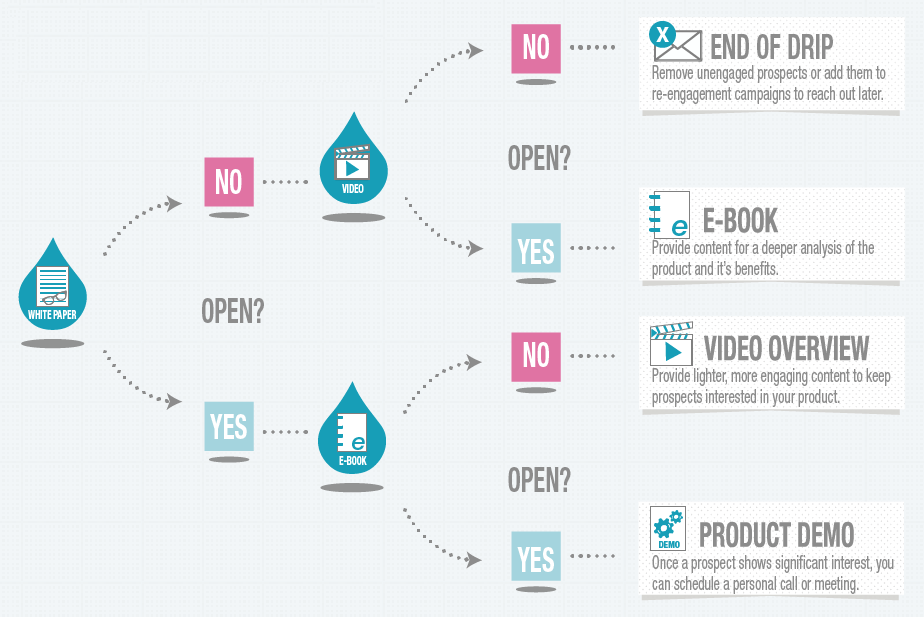 NO
X
END OF DRIP
Remove unengaged prospects or add them to
re-engagement campaigns to reach out later.
VIDEO
OPEN?
NO
e
E-BOOK
Provide content for a deeper analysis of the
product and it's benefits.
YES
WHITE PAPER
OPEN?
NO
VIDEO OVERVIEW
Provide lighter, more engaging content to keep
prospects interested in your product.
YES
e
E-BOOK
OPEN?
YES
DEMO
PRODUCT DEMO
Once a prospect shows significant interest, you
can schedule a personal call or meeting.